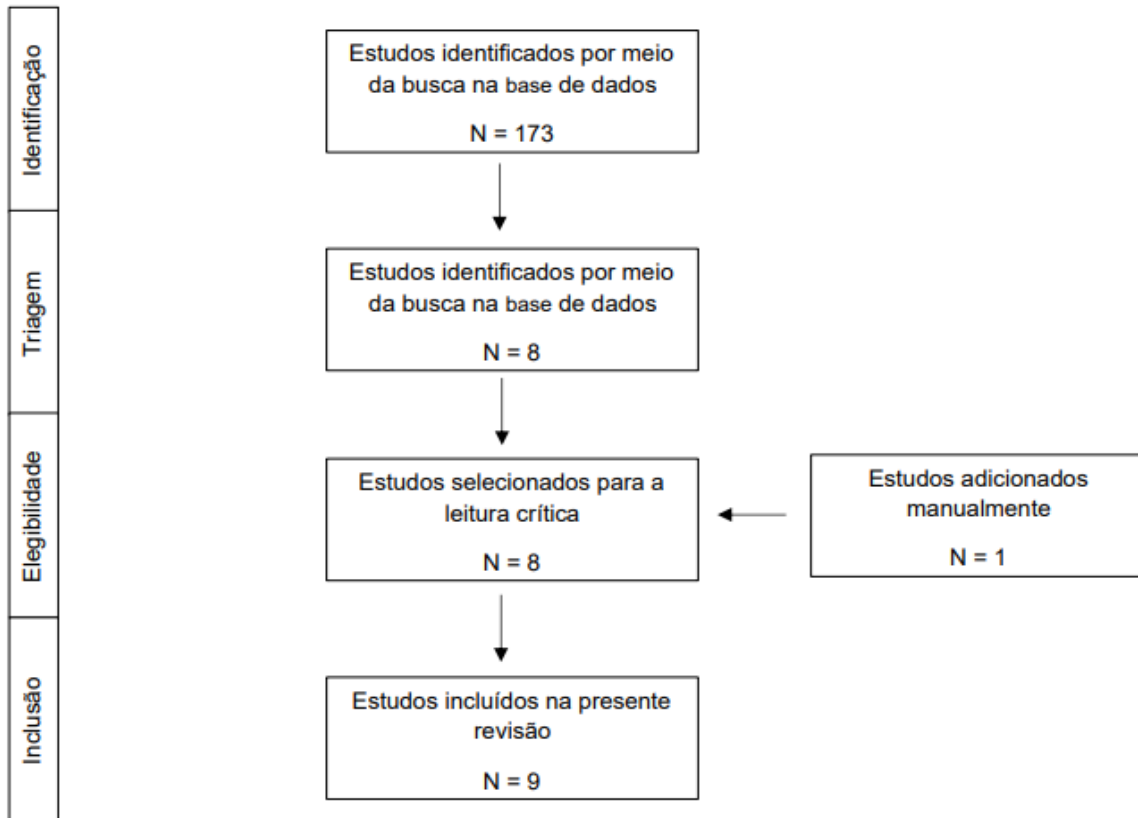 Identificação
Estudos identificados por meio
da busca na base de dados
N = 173
Triagem
Estudos identificados por meio
da busca na base de dados
N = 8
Elegibilidade
Estudos selecionados para a
leitura crítica
N = 8
Estudos adicionados
manualmente
N = 1
Inclusão
Estudos incluídos na presente
revisão
N = 9